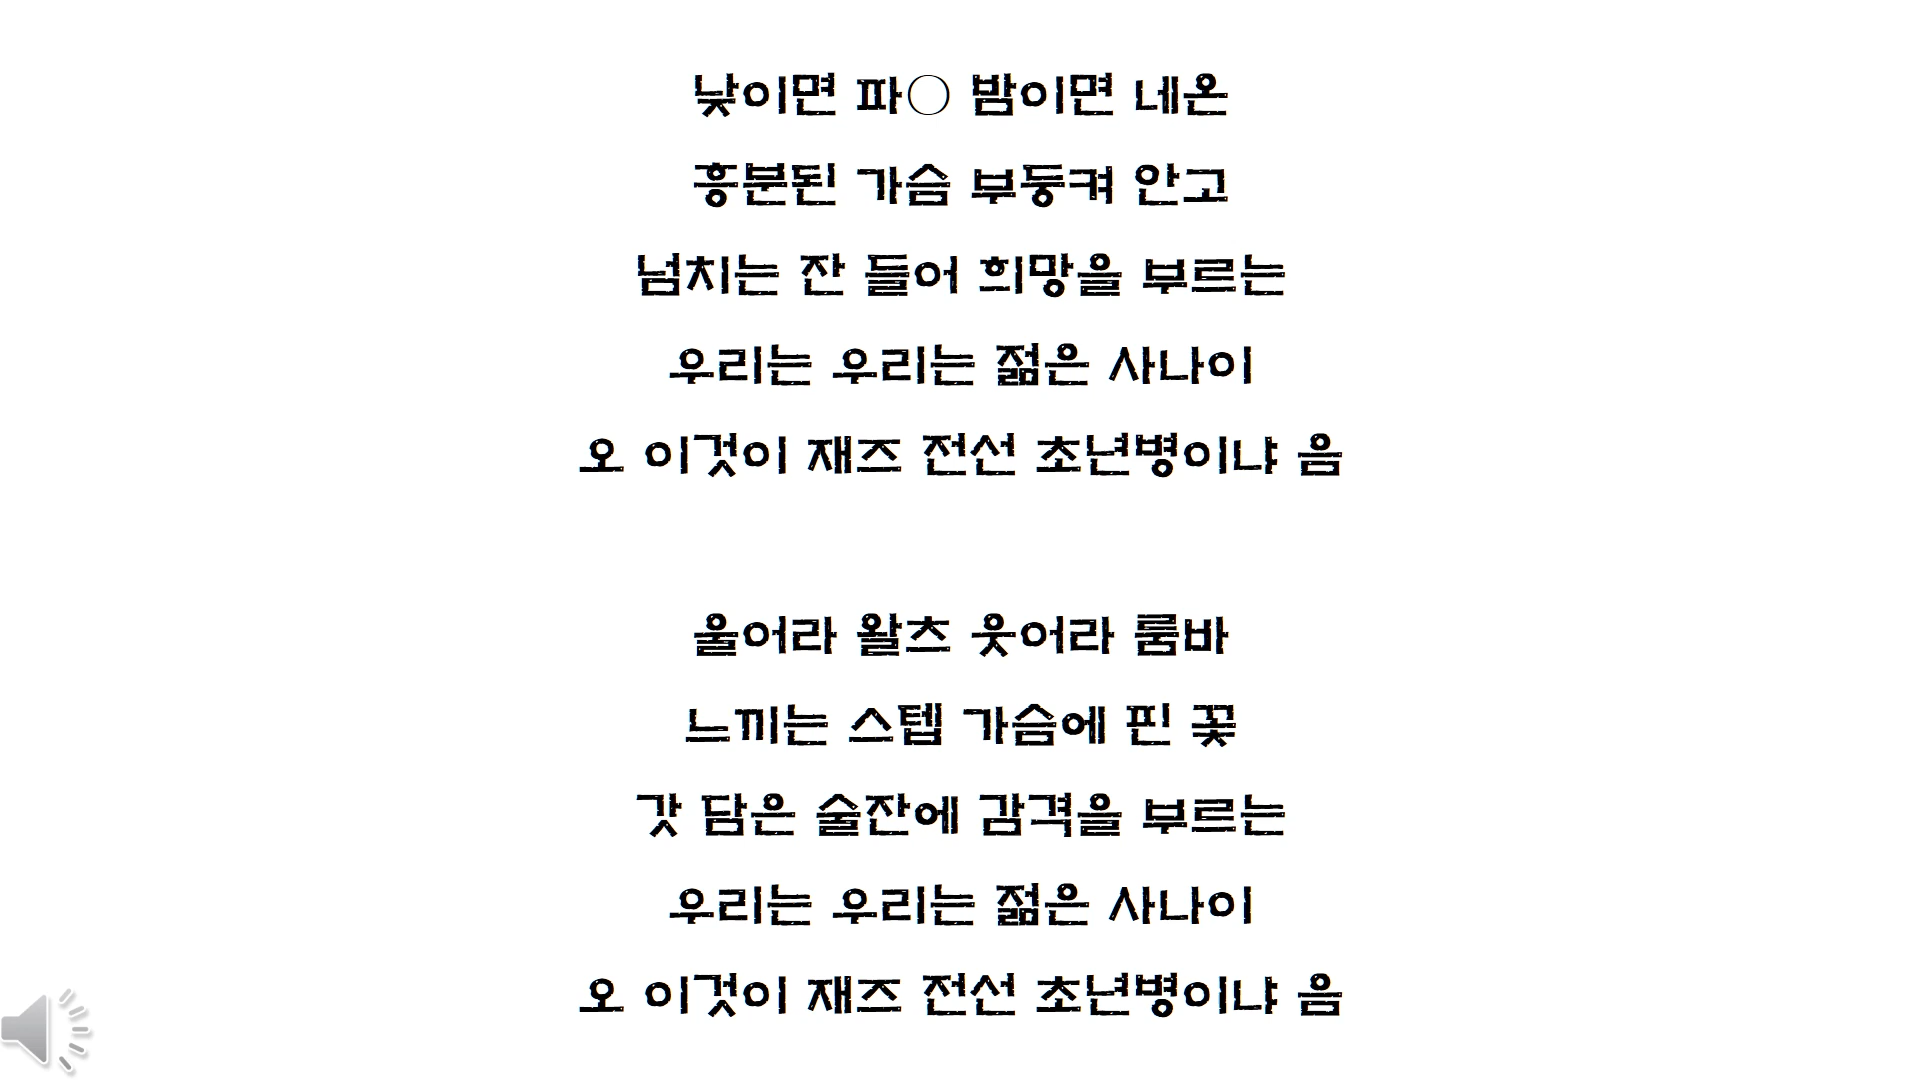 낮이면 파○ 밤이면 네온
흥분된 가슴 부둥켜 안고
넘치는 잔 들어 희망을 부르는
우리는 우리는 젊은 사나이
오 이것이 재즈 전선 초년병이냐 음
울어라 왈츠 웃어라 룸바
느끼는 스텝 가슴에 핀 꽃
갓 담은 술잔에 감격을 부르는
우리는 우리는 젊은 사나이
오 이것이 재즈 전선 초년병이냐 음